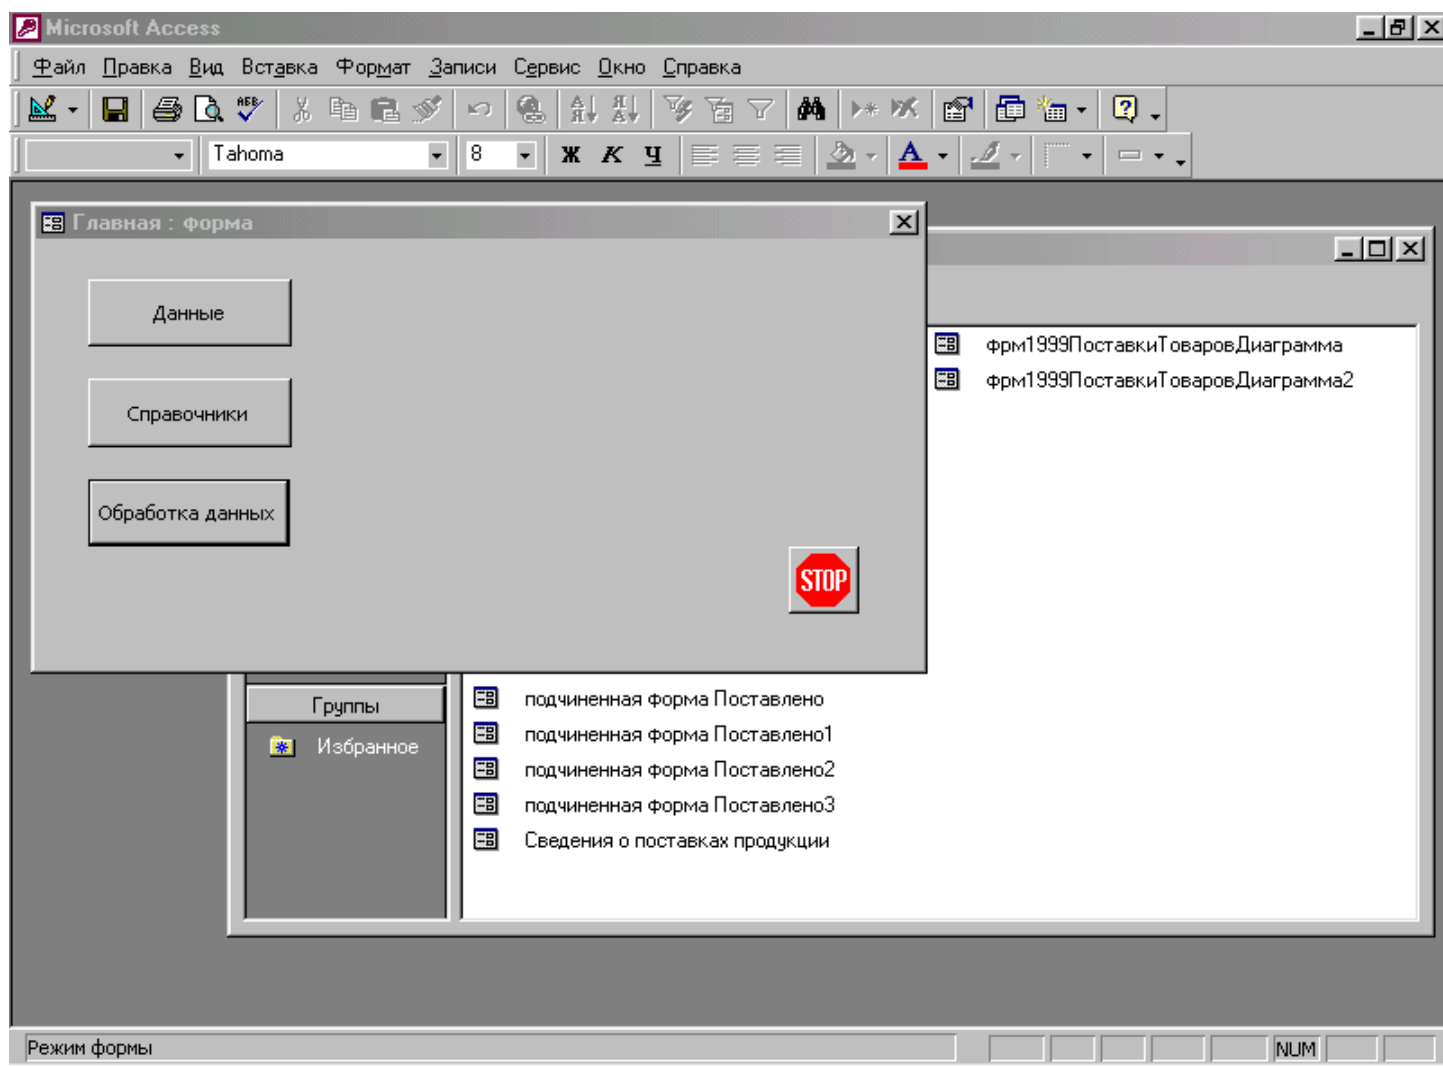 Microsoft Access
Файл Правка Вид Вставка Формат Записи Сервис Окно Справка
Tahoma 8 Ж К Ч
Главная : форма
Данные
Справочники
Обработка данных
STOP
фрм1999ПоставкиТоваровДиаграмма
фрм1999ПоставкиТоваровДиаграмма2
Группы
Избранное
подчиненная форма Поставлено
подчиненная форма Поставлено1
подчиненная форма Поставлено2
подчиненная форма Поставлено3
Сведения о поставках продукции
Режим формы
NUM